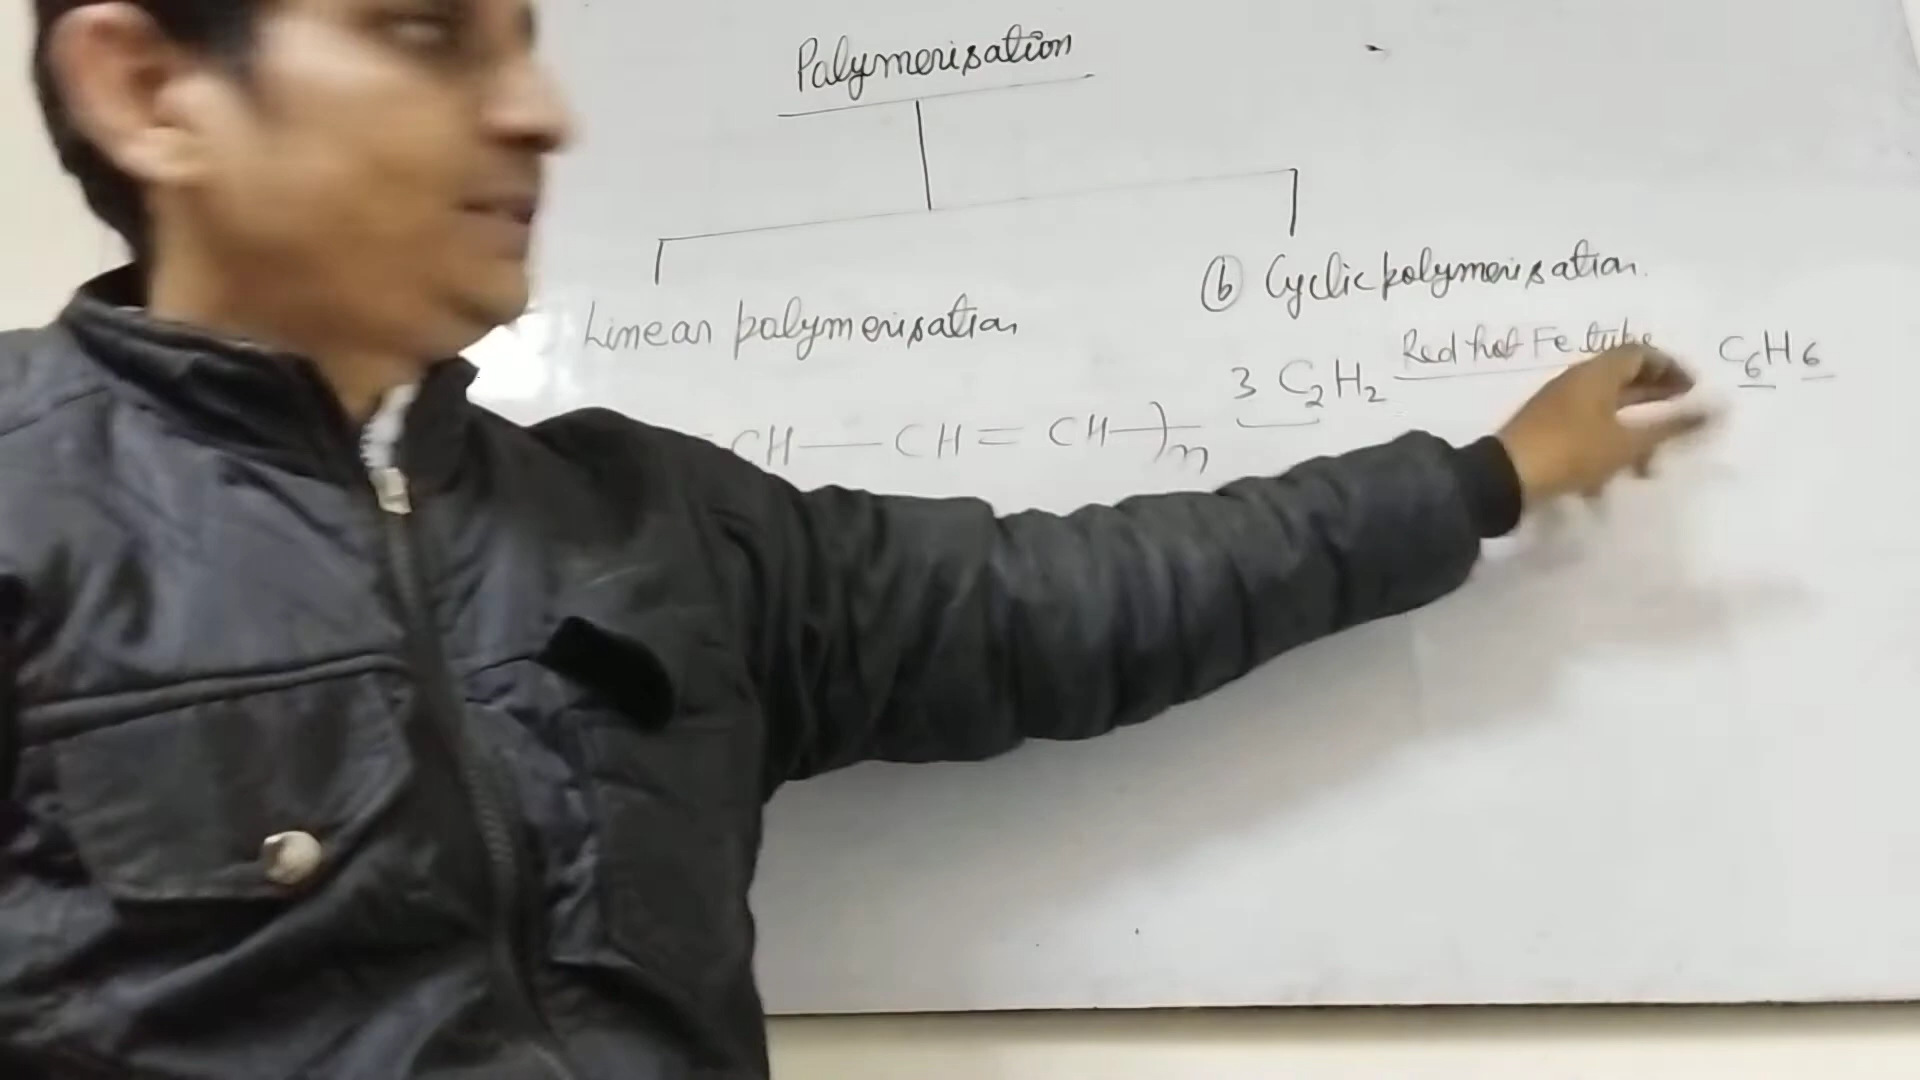 Polymerisation
Linear polymerisation
CH — CH = CH )n
(b) Cyclic polymerisation.
3 C2H2 Red hot Fe tube C6H6